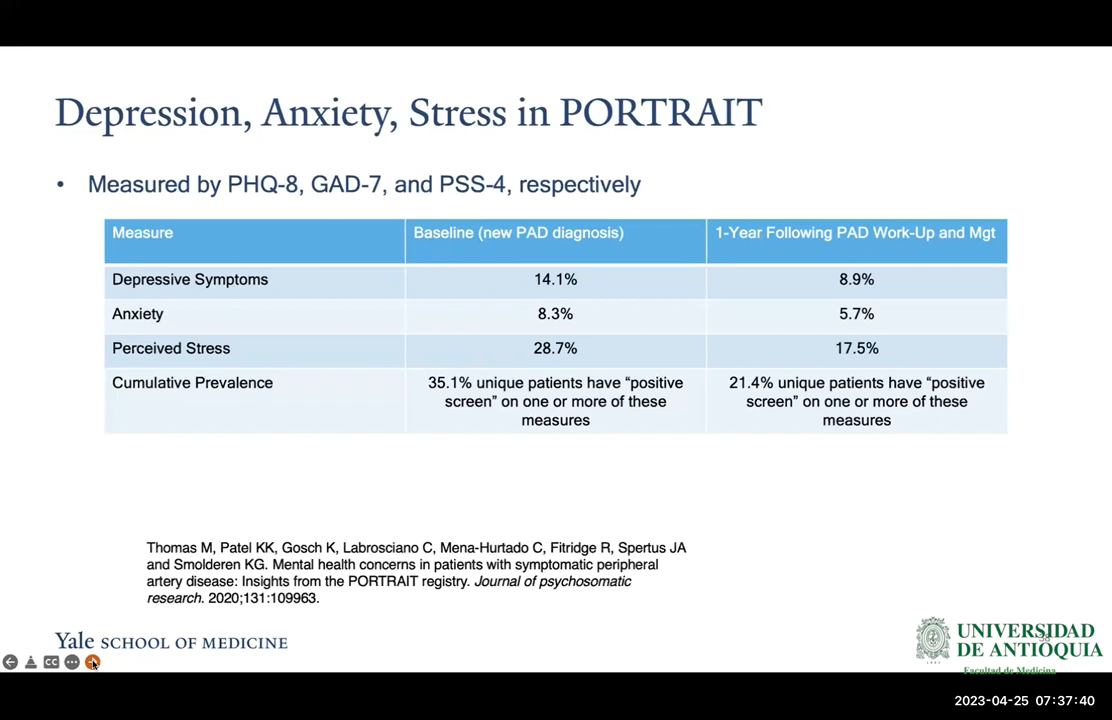 Depression, Anxiety, Stress in PORTRAIT
• Measured by PHQ-8, GAD-7, and PSS-4, respectively
Measure Baseline (new PAD diagnosis) 1-Year Following PAD Work-Up and Mgt
Depressive Symptoms 14.1% 8.9%
Anxiety 8.3% 5.7%
Perceived Stress 28.7% 17.5%
Cumulative Prevalence 35.1% unique patients have “positive 21.4% unique patients have “positive
screen” on one or more of these screen” on one or more of these
measures measures
Thomas M, Patel KK, Gosch K, Labrosciano C, Mena-Hurtado C, Fitridge R, Spertus JA
and Smolderen KG. Mental health concerns in patients with symptomatic peripheral
artery disease: Insights from the PORTRAIT registry. Journal of psychosomatic
research. 2020;131:109963.
Yale SCHOOL OF MEDICINE
UNIVERSIDAD
DE ANTIOQUIA
Facultad de Medicina
CC
2023-04-25 07:37:40